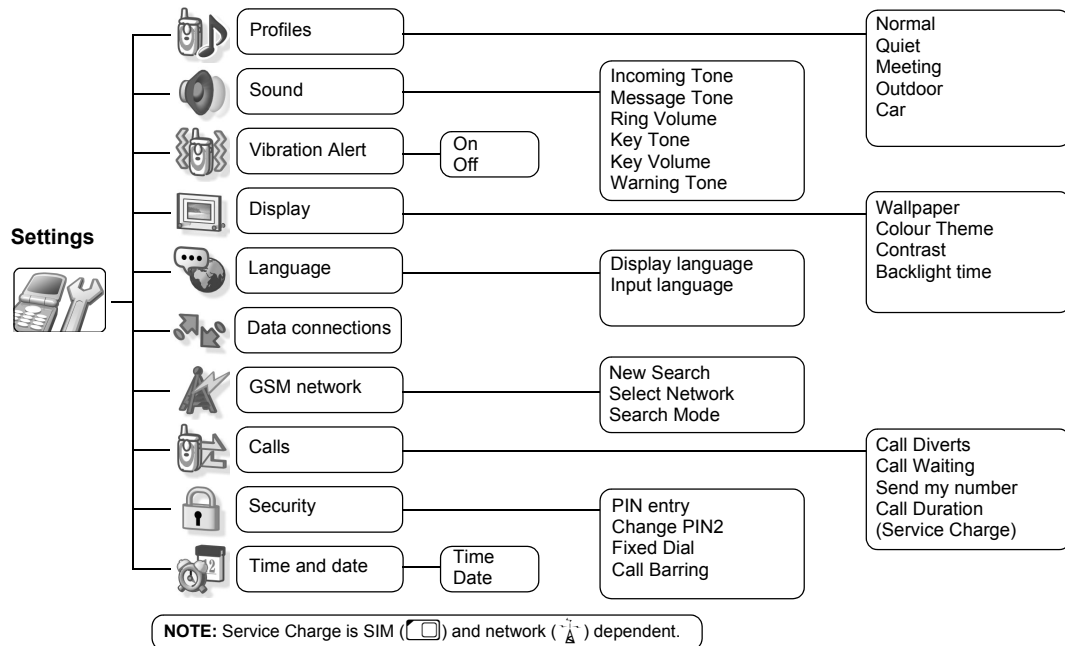 Settings
Profiles
Normal
Quiet
Meeting
Outdoor
Car
Sound
Incoming Tone
Message Tone
Ring Volume
Key Tone
Key Volume
Warning Tone
Vibration Alert
On
Off
Display
Wallpaper
Colour Theme
Contrast
Backlight time
Language
Display language
Input language
Data connections
GSM network
New Search
Select Network
Search Mode
Calls
Call Diverts
Call Waiting
Send my number
Call Duration
(Service Charge)
Security
PIN entry
Change PIN2
Fixed Dial
Call Barring
12
Time and date
Time
Date
NOTE: Service Charge is SIM ( ) and network ( ) dependent.